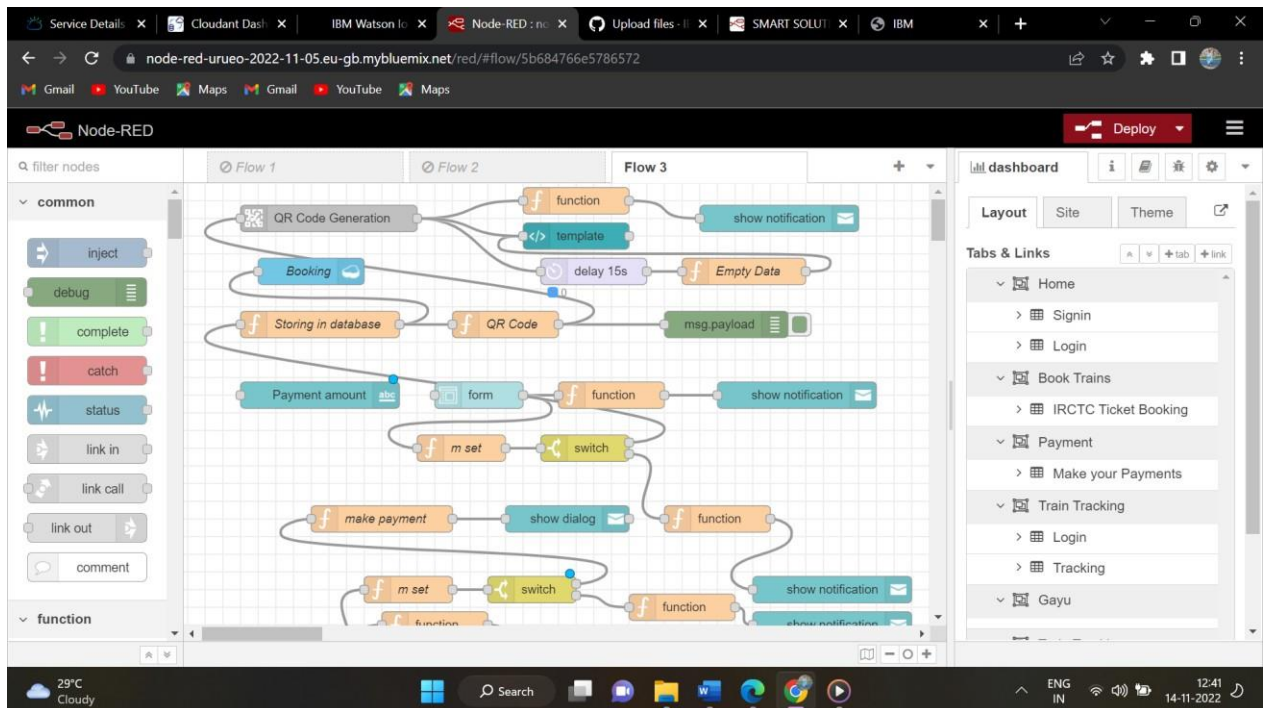 Service Details
Cloudant Dash
IBM Watson Io
Node-RED : no
Upload files · I
SMART SOLUT
IBM
node-red-urueo-2022-11-05.eu-gb.mybluemix.net/red/#flow/5b684766e5786572
Gmail YouTube Maps Gmail YouTube Maps
Node-RED
Deploy
filter nodes
Flow 1
Flow 2
Flow 3
dashboard
i
common
inject
debug
complete
catch
status
link in
link call
link out
comment
function
QR Code Generation
f function
show notification
</> template
Booking
delay 15s
f Empty Data
0
f Storing in database
f QR Code
msg.payload
Payment amount abc
form
f function
show notification
f m set
switch
f make payment
show dialog
f function
f m set
switch
show notification
f function
f function
show notification
Layout
Site
Theme
Tabs & Links
+ tab
+ link
Home
Signin
Login
Book Trains
IRCTC Ticket Booking
Payment
Make your Payments
Train Tracking
Login
Tracking
Gayu
29°C
Cloudy
Search
ENG
IN
12:41
14-11-2022